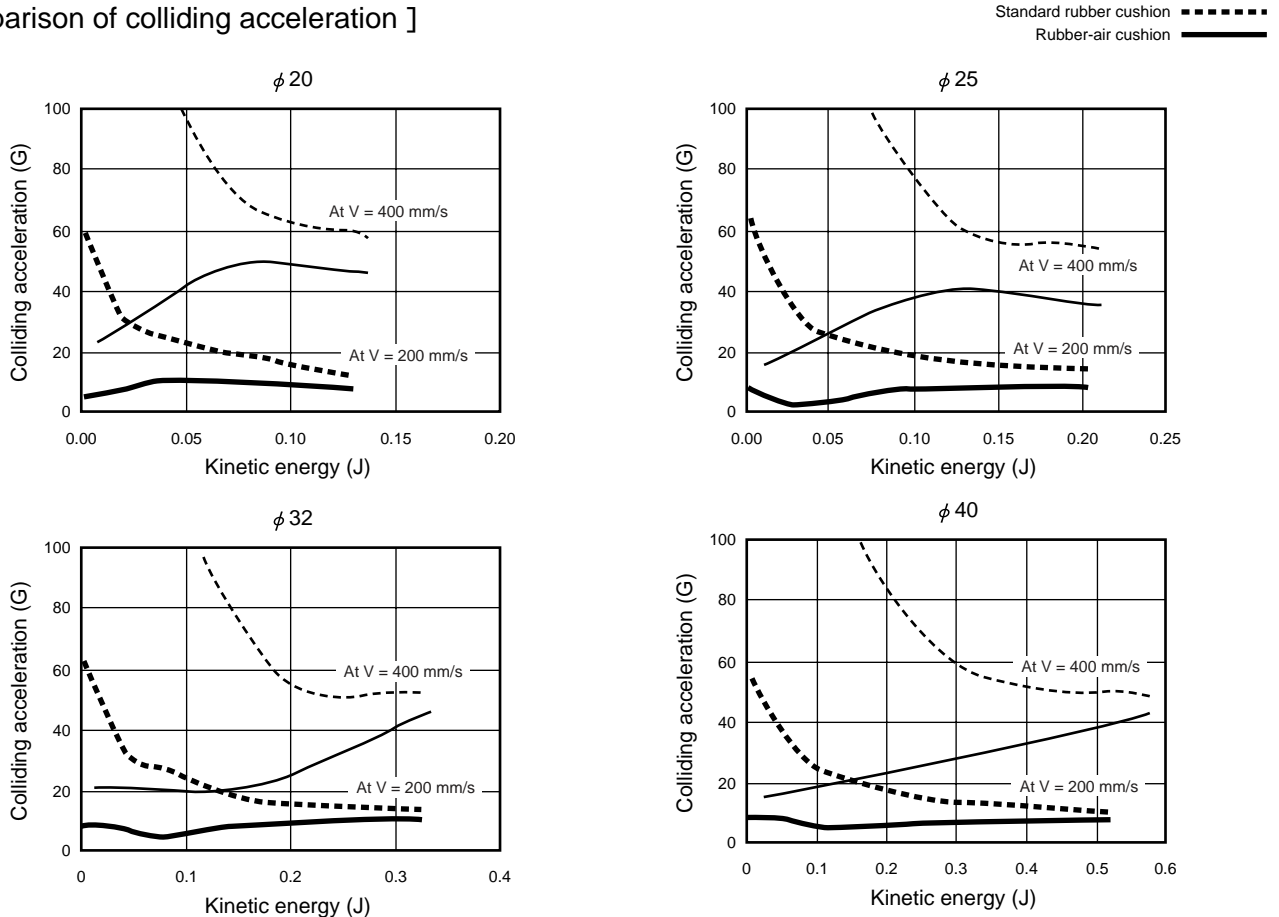 parison of colliding acceleration ]
Standard rubber cushion
Rubber-air cushion
φ 20
Colliding acceleration (G)
100
80
60
40
20
0
At V = 400 mm/s
At V = 200 mm/s
0.00 0.05 0.10 0.15 0.20
Kinetic energy (J)
φ 25
Colliding acceleration (G)
100
80
60
40
20
0
At V = 400 mm/s
At V = 200 mm/s
0.00 0.05 0.10 0.15 0.20 0.25
Kinetic energy (J)
φ 32
Colliding acceleration (G)
100
80
60
40
20
0
At V = 400 mm/s
At V = 200 mm/s
0 0.1 0.2 0.3 0.4
Kinetic energy (J)
φ 40
Colliding acceleration (G)
100
80
60
40
20
0
At V = 400 mm/s
At V = 200 mm/s
0 0.1 0.2 0.3 0.4 0.5 0.6
Kinetic energy (J)